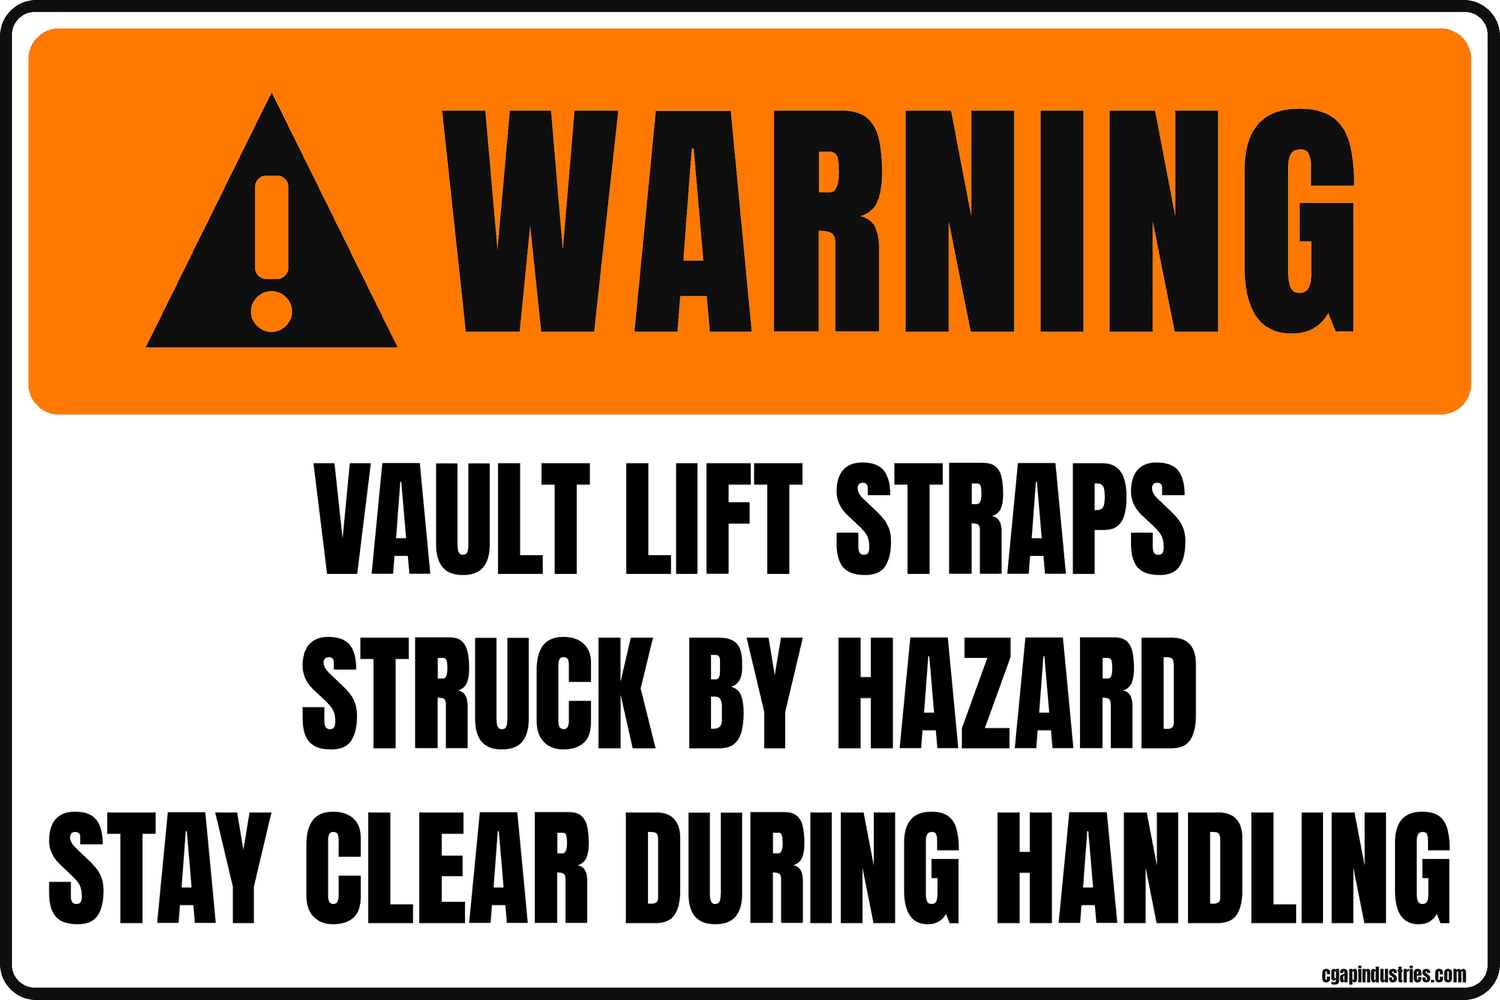 WARNING
VAULT LIFT STRAPS
STRUCK BY HAZARD
STAY CLEAR DURING HANDLING
cgapindustries.com